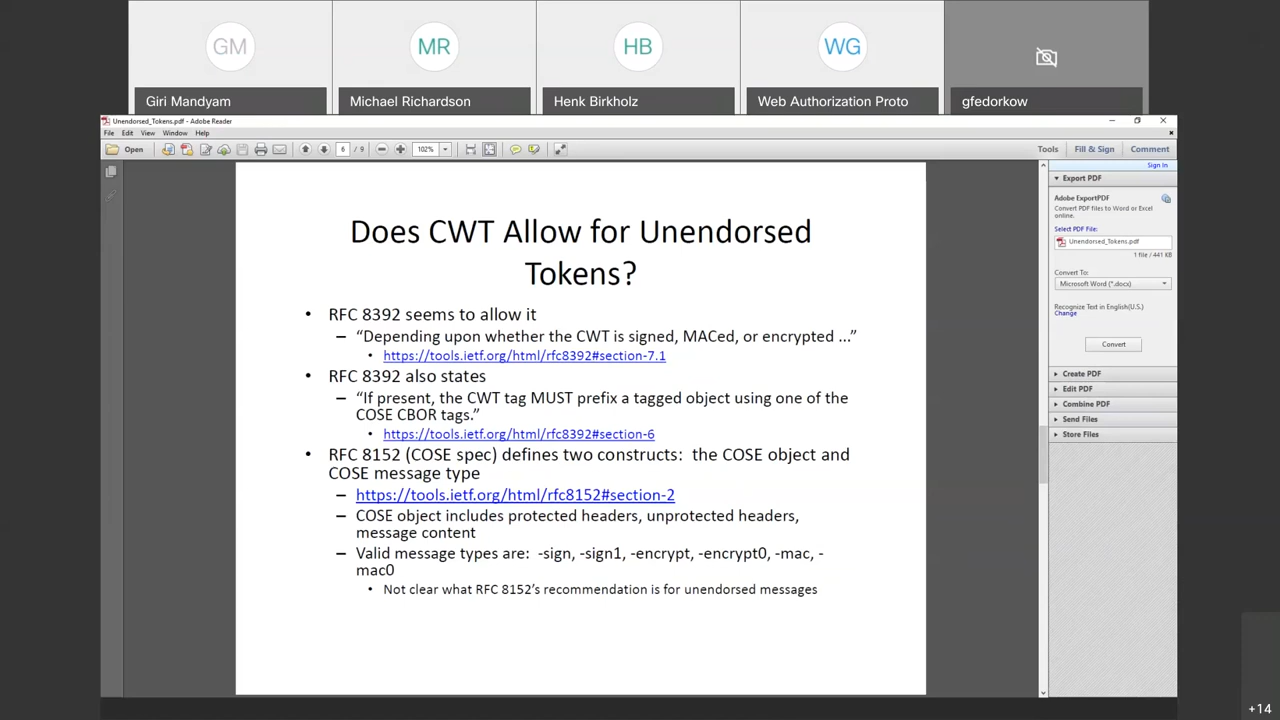 GM
MR
HB
WG
Giri Mandyam
Michael Richardson
Henk Birkholz
Web Authorization Proto
gfedorkow
Unendorsed_Tokens.pdf - Adobe Reader
File Edit View Window Help
Open
6 / 9
102%
Tools
Fill & Sign
Comment
Sign In
Does CWT Allow for Unendorsed
Tokens?
• RFC 8392 seems to allow it
– “Depending upon whether the CWT is signed, MACed, or encrypted ...”
• https://tools.ietf.org/html/rfc8392#section-7.1
• RFC 8392 also states
– “If present, the CWT tag MUST prefix a tagged object using one of the
COSE CBOR tags.”
• https://tools.ietf.org/html/rfc8392#section-6
• RFC 8152 (COSE spec) defines two constructs: the COSE object and
COSE message type
– https://tools.ietf.org/html/rfc8152#section-2
– COSE object includes protected headers, unprotected headers,
message content
– Valid message types are: -sign, -sign1, -encrypt, -encrypt0, -mac, -
mac0
• Not clear what RFC 8152’s recommendation is for unendorsed messages
Export PDF
Adobe ExportPDF
Convert PDF files to Word or Excel
online.
Select PDF File:
Unendorsed_Tokens.pdf
1 file / 441 KB
Convert To:
Microsoft Word (*.docx)
Recognize Text in English(U.S.)
Change
Convert
Create PDF
Edit PDF
Combine PDF
Send Files
Store Files
+14